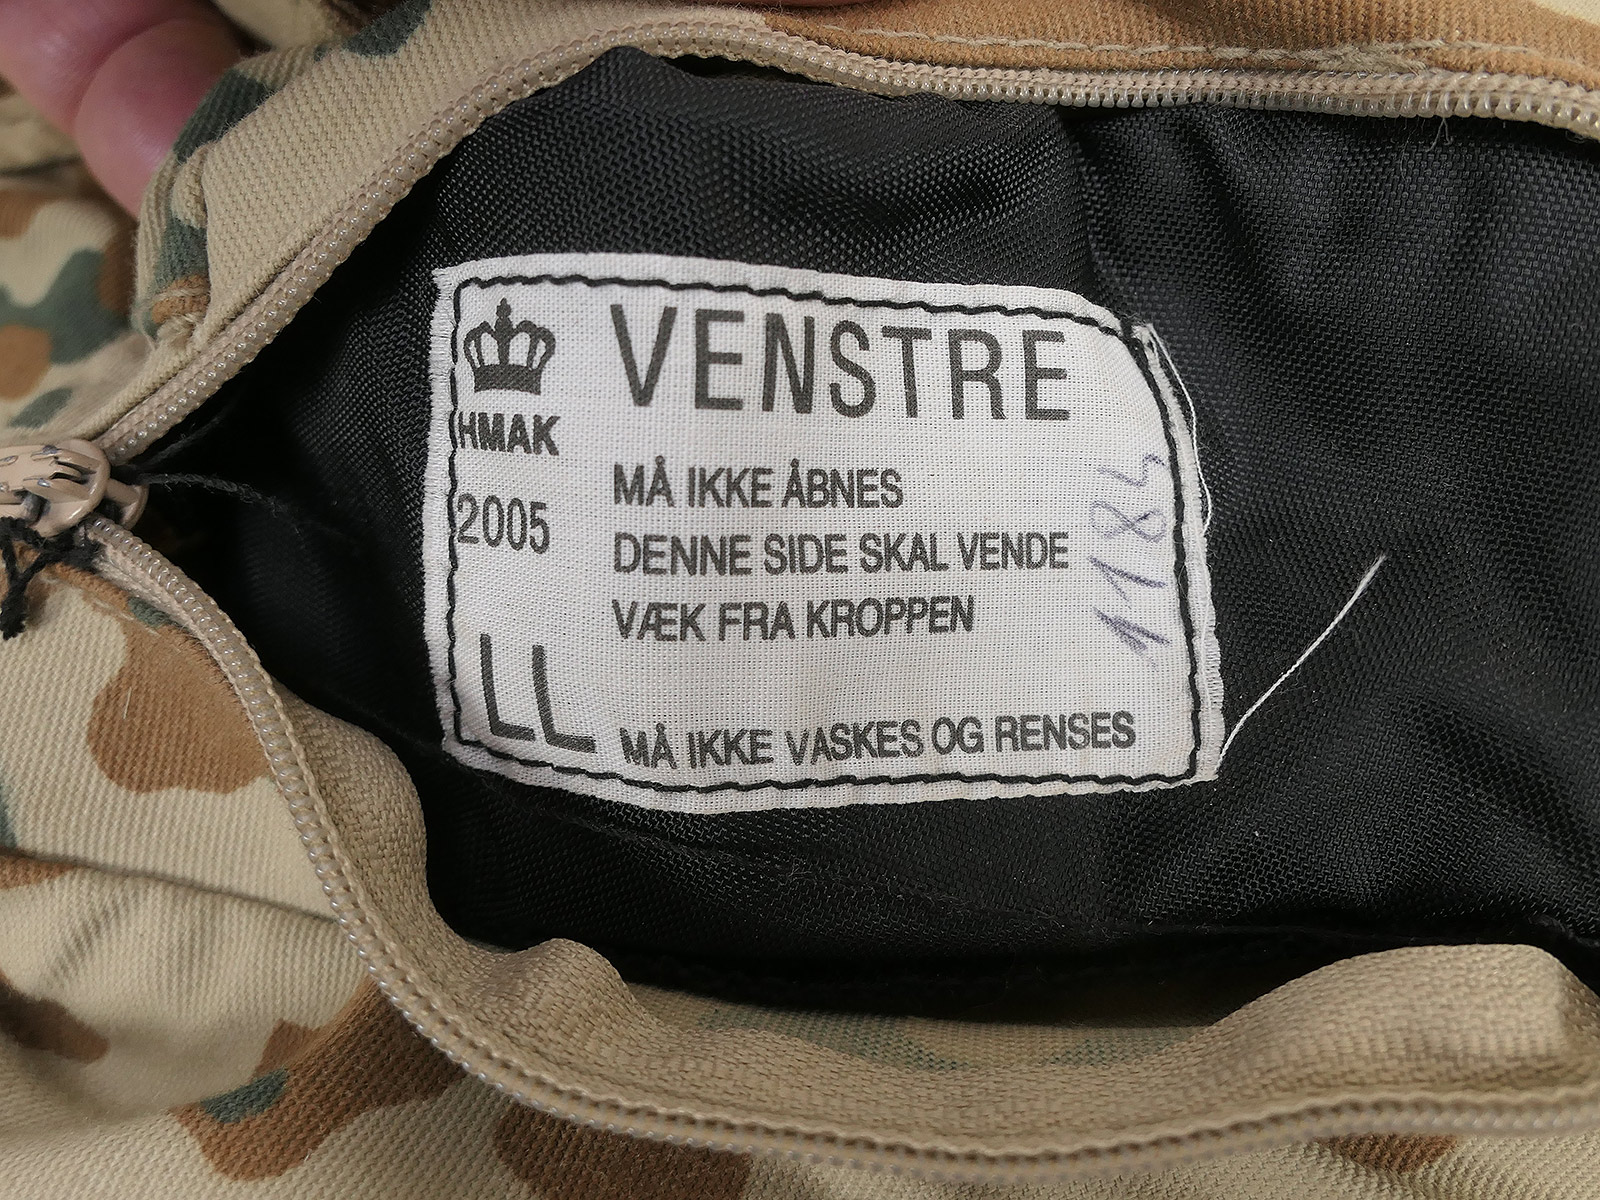 VENSTRE
HMAK
2005
LL
MÅ IKKE ÅBNES
DENNE SIDE SKAL VENDE
VÆK FRA KROPPEN
MÅ IKKE VASKES OG RENSES